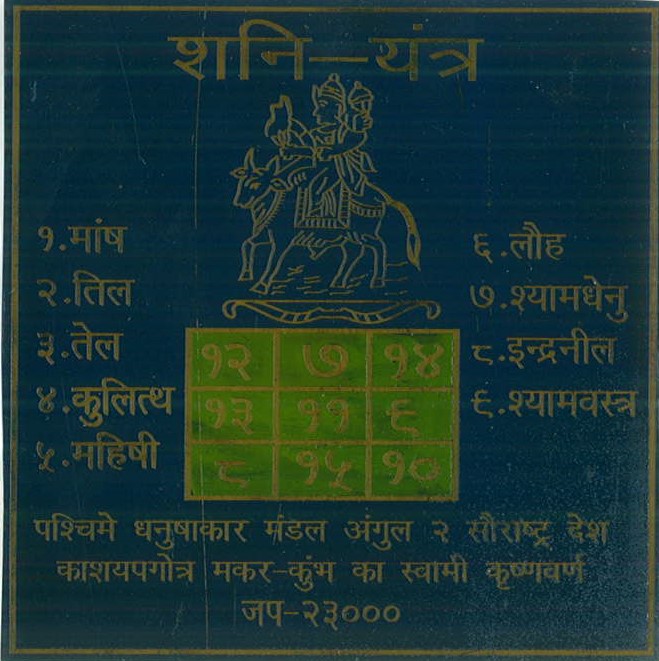 शनि–यंत्र
१.मांष
२.तिल
३.तेल
४.कुलित्थ
५.महिषी
६.लौह
७.श्यामधेनु
८.इन्द्रनील
९.श्यामवस्त्र
१२ ७ १४
१३ ११ ९
८ १५ १०
पश्चिमे धनुषाकार मंडल अंगुल २ सौराष्ट्र देश
काशयपगोत्र मकर-कुंभ का स्वामी कृष्णवर्ण
जप-२३०००